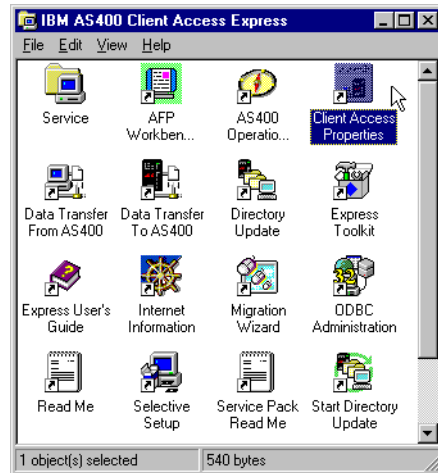 IBM AS400 Client Access Express
File Edit View Help
Service
AFP
Workben...
AS400
Operatio...
Client Access
Properties
Data Transfer
From AS400
Data Transfer
To AS400
Directory
Update
Express
Toolkit
Express User's
Guide
Internet
Information
Migration
Wizard
ODBC
Administration
Read Me
Selective
Setup
Service Pack
Read Me
Start Directory
Update
1 object(s) selected
540 bytes